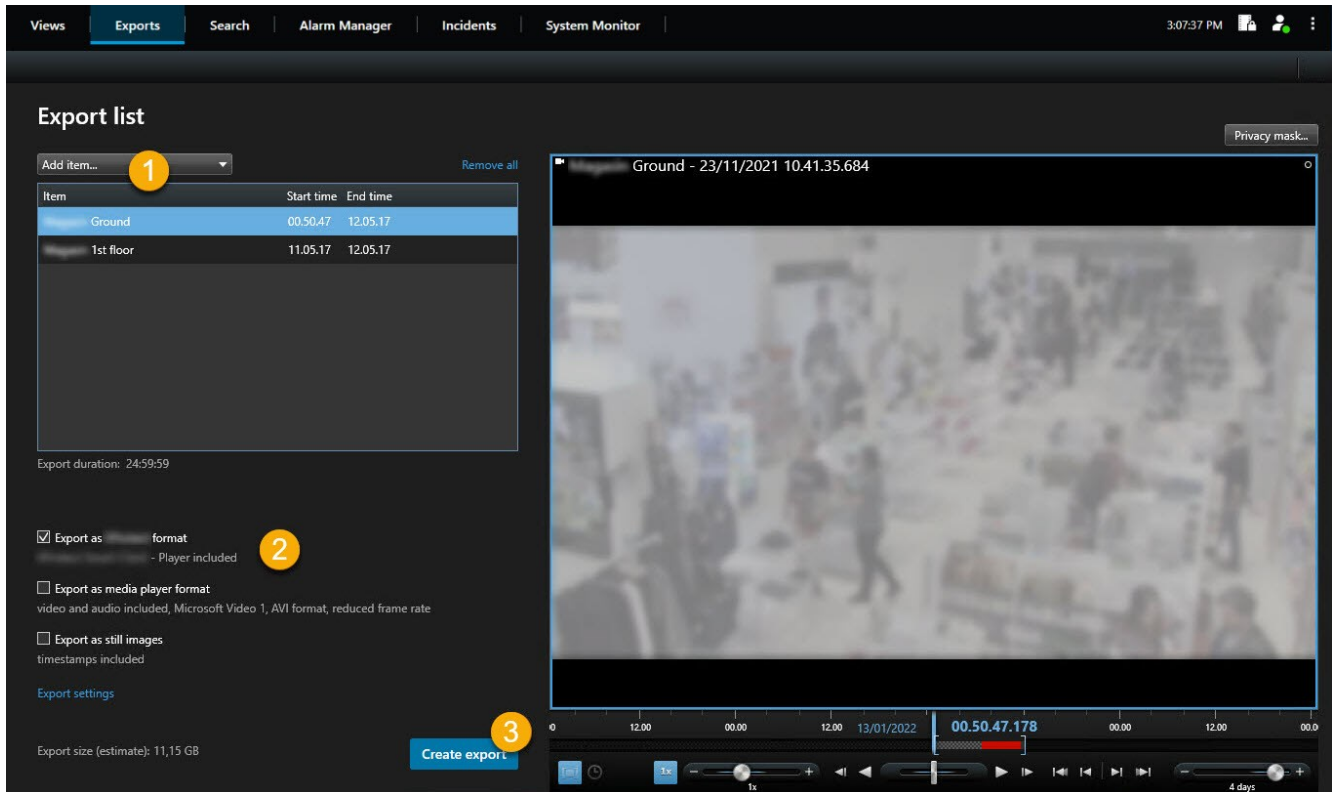 Views Exports Search Alarm Manager Incidents System Monitor 3:07:37 PM
Export list
Privacy mask...
Add item... 1 Remove all
Item Start time End time
Ground 00.50.47 12.05.17
1st floor 11.05.17 12.05.17
Export duration: 24:59:59
Export as format
- Player included
2
Export as media player format
video and audio included, Microsoft Video 1, AVI format, reduced frame rate
Export as still images
timestamps included
Export settings
Export size (estimate): 11,15 GB
Create export
3
Ground - 23/11/2021 10.41.35.684
12.00 00.00 12.00 13/01/2022 00.50.47.178 00.00 12.00 00.0
1x
1x 4 days